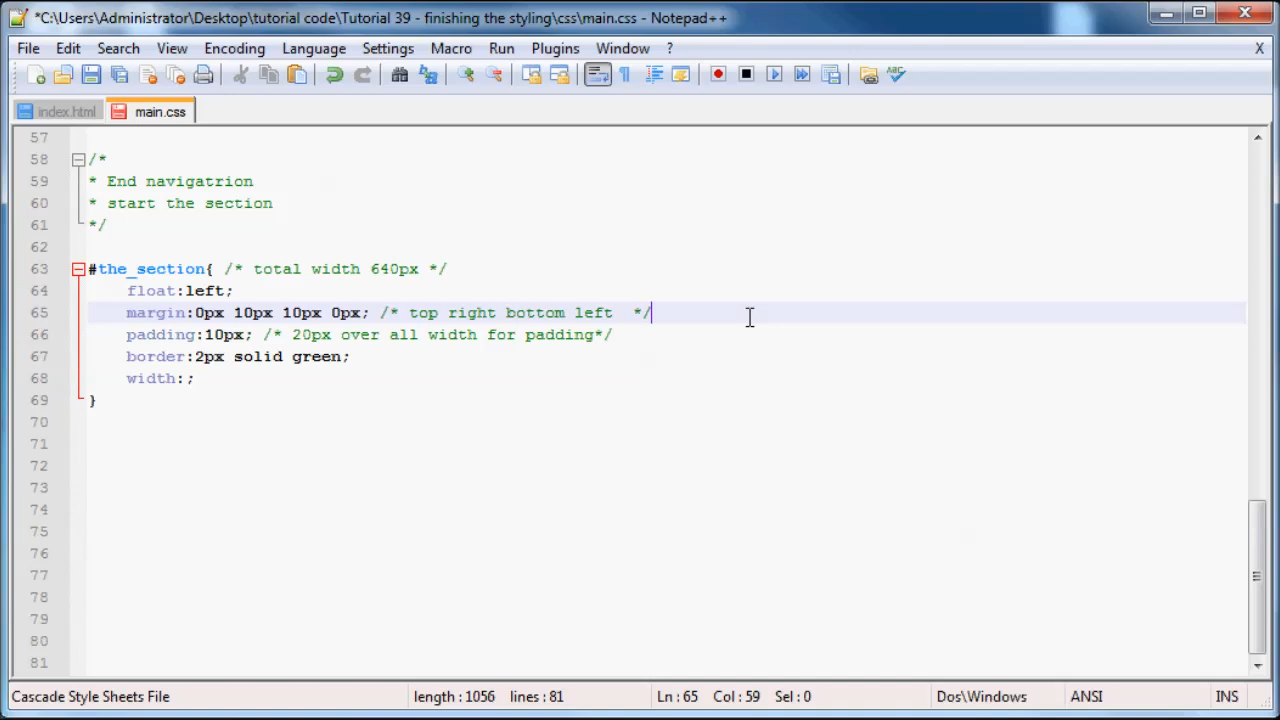 *C:\Users\Administrator\Desktop\tutorial code\Tutorial 39 - finishing the styling\css\main.css - Notepad++
File Edit Search View Encoding Language Settings Macro Run Plugins Window ? X
index.html main.css
57
58 /*
59 * End navigatrion
60 * start the section
61 */
62
63 #the_section{ /* total width 640px */
64 float:left;
65 margin:0px 10px 10px 0px; /* top right bottom left */
66 padding:10px; /* 20px over all width for padding*/
67 border:2px solid green;
68 width:;
69 }
70
71
72
73
74
75
76
77
78
79
80
81
Cascade Style Sheets File length : 1056 lines : 81 Ln : 65 Col : 59 Sel : 0 Dos\Windows ANSI INS